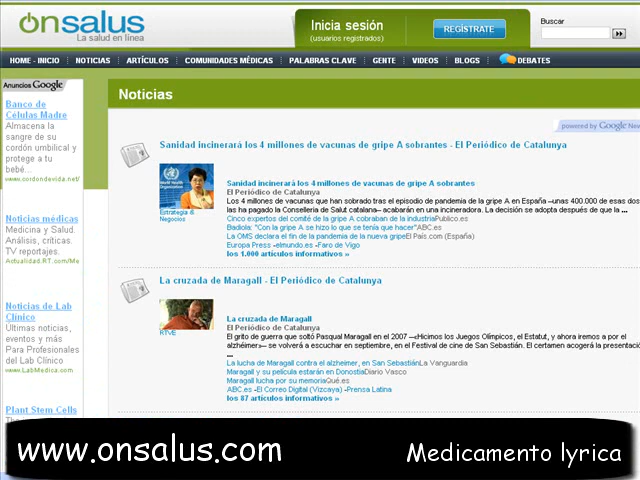 onsalus
La salud en línea
Inicia sesión
(usuarios registrados)
REGÍSTRATE
Buscar
HOME - INICIO
NOTICIAS
ARTÍCULOS
COMUNIDADES MÉDICAS
PALABRAS CLAVE
GENTE
VIDEOS
BLOGS
DEBATES
Anuncios Google
Banco de
Células Madre
Almacena la
sangre de su
cordón umbilical y
protege a tu
bebé...
www.cordondevida.net/
Noticias médicas
Medicina y Salud.
Análisis, críticas.
TV reportajes.
Actualidad.RT.com/Me
Noticias de Lab
Clínico
Últimas noticias,
eventos y más
Para Profesionales
del Lab Clínico
www.LabMedica.com
Plant Stem Cells
Noticias
powered by Google Nav
Sanidad incinerará los 4 millones de vacunas de gripe A sobrantes - El Periódico de Catalunya
Estrategia &
Negocios
Sanidad incinerará los 4 millones de vacunas de gripe A sobrantes
El Periódico de Catalunya
Los 4 millones de vacunas que han sobrado tras el episodio de pandemia de la gripe A en España –unas 400.000 de esas dos
las ha pagado la Conselleria de Salut catalana– acabarán en una incineradora. La decisión se adopta después de que la ...
Cinco expertos del comité de la gripe A cobraban de la industriaPublico.es
Badiola: "Con la gripe A se hizo lo que se tenía que hacer"ABC.es
La OMS declara el fin de la pandemia de la nueva gripeEl País.com (España)
Europa Press -elmundo.es -Faro de Vigo
los 1.000 artículos informativos »
La cruzada de Maragall - El Periódico de Catalunya
RTVE
La cruzada de Maragall
El Periódico de Catalunya
El grito de guerra que soltó Pasqual Maragall en el 2007 –«Hicimos los Juegos Olímpicos, el Estatut, y ahora iremos a por el
alzhéimer»– se volverá a escuchar en septiembre, en el Festival de cine de San Sebastián. El certamen acogerá la presentació
...
La lucha de Maragall contra el alzheimer, en San SebastiánLa Vanguardia
Maragall y su película estarán en DonostiaDiario Vasco
Maragall lucha por su memoriaQué.es
ABC.es -El Correo Digital (Vizcaya) -Prensa Latina
los 87 artículos informativos »
www.onsalus.com
Medicamento lyrica